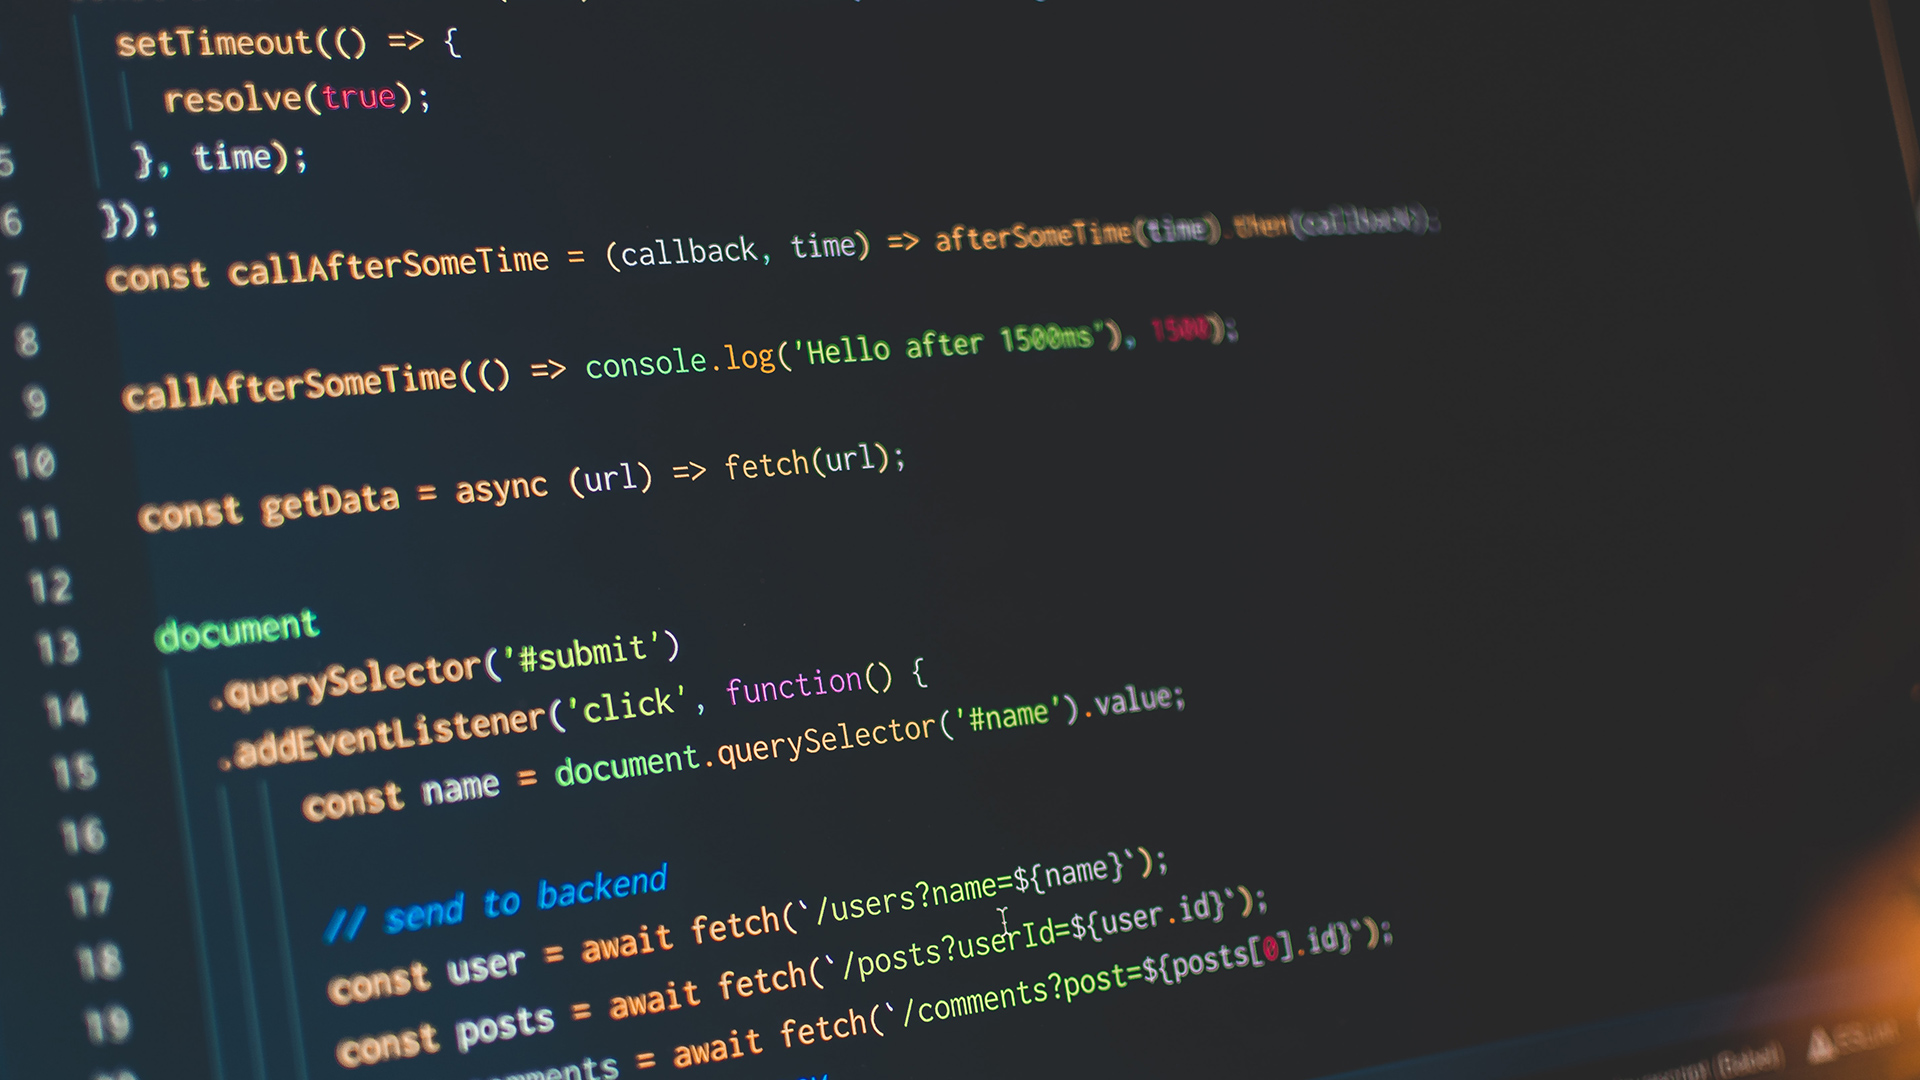 setTimeout(() => {
4 resolve(true);
5 }, time);
6 });
7 const callAfterSomeTime = (callback, time) => afterSomeTime(time).then(callback);
8
9 callAfterSomeTime(() => console.log('Hello after 1500ms'), 1500);
10
11 const getData = async (url) => fetch(url);
12
13 document
14 .querySelector('#submit')
15 .addEventListener('click', function() {
16 const name = document.querySelector('#name').value;
17
18 // send to backend
19 const user = await fetch(`/users?name=${name}`);
const posts = await fetch(`/posts?userId=${user.id}`);
= await fetch(`/comments?post=${posts[0].id}`);